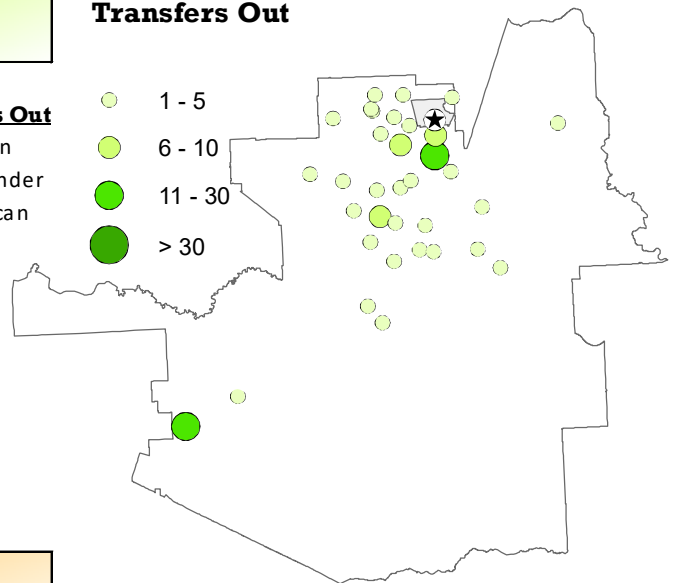 Transfers Out
s Out
n
nder
can
1 - 5
6 - 10
11 - 30
> 30